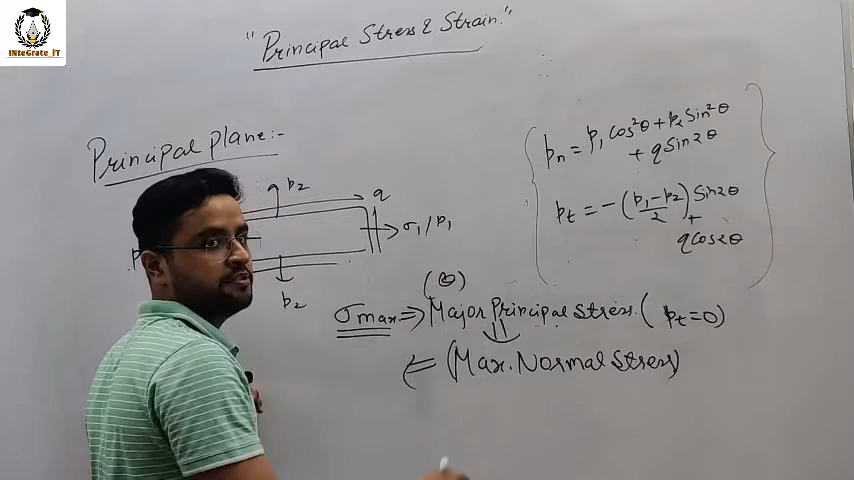 INteGrate_iT
"Principal Stress & Strain."
Principal plane:-
p2
q
σ1/p1
p2
pn = p1 cos²θ + p2 Sin²θ
+ q Sin2θ
pt = -(p1-p2/2) Sin2θ
+
q cos2θ
(θ)
σmax => Major Principal Stress. ( pt=0)
(Max. Normal Stress)